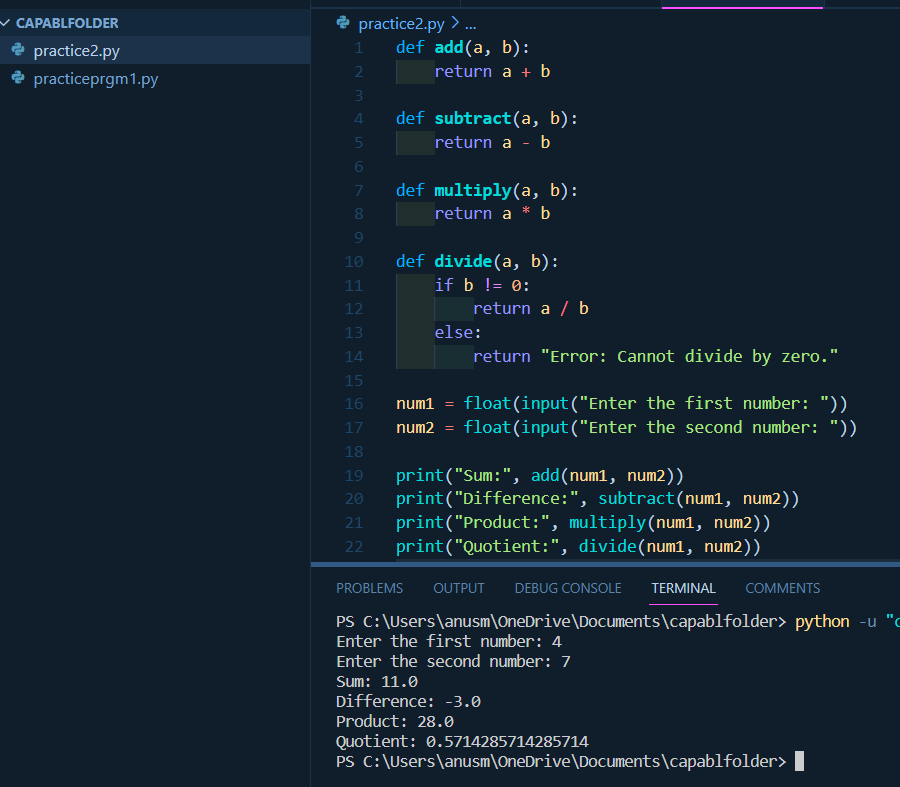 CAPABLFOLDER
practice2.py
practiceprgm1.py
practice2.py > ...
1 def add(a, b):
2     return a + b
3
4 def subtract(a, b):
5     return a - b
6
7 def multiply(a, b):
8     return a * b
9
10 def divide(a, b):
11     if b != 0:
12         return a / b
13     else:
14         return "Error: Cannot divide by zero."
15
16 num1 = float(input("Enter the first number: "))
17 num2 = float(input("Enter the second number: "))
18
19 print("Sum:", add(num1, num2))
20 print("Difference:", subtract(num1, num2))
21 print("Product:", multiply(num1, num2))
22 print("Quotient:", divide(num1, num2))
PROBLEMS OUTPUT DEBUG CONSOLE TERMINAL COMMENTS
PS C:\Users\anusm\OneDrive\Documents\capablfolder> python -u "c
Enter the first number: 4
Enter the second number: 7
Sum: 11.0
Difference: -3.0
Product: 28.0
Quotient: 0.5714285714285714
PS C:\Users\anusm\OneDrive\Documents\capablfolder>